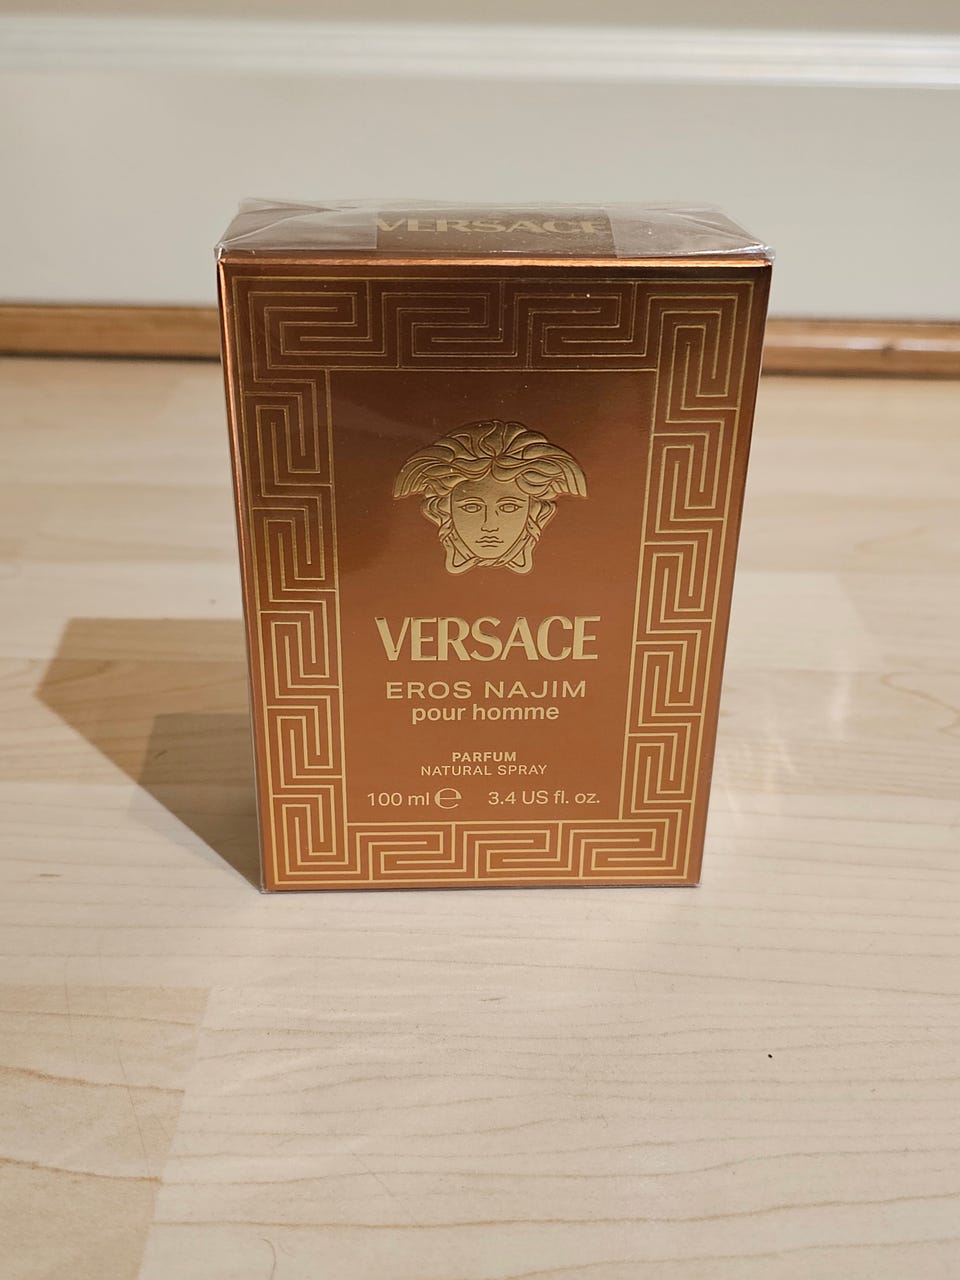 VERSACE
VERSACE
EROS NAJIM
pour homme
PARFUM
NATURAL SPRAY
100 ml ℮ 3.4 US fl. oz.